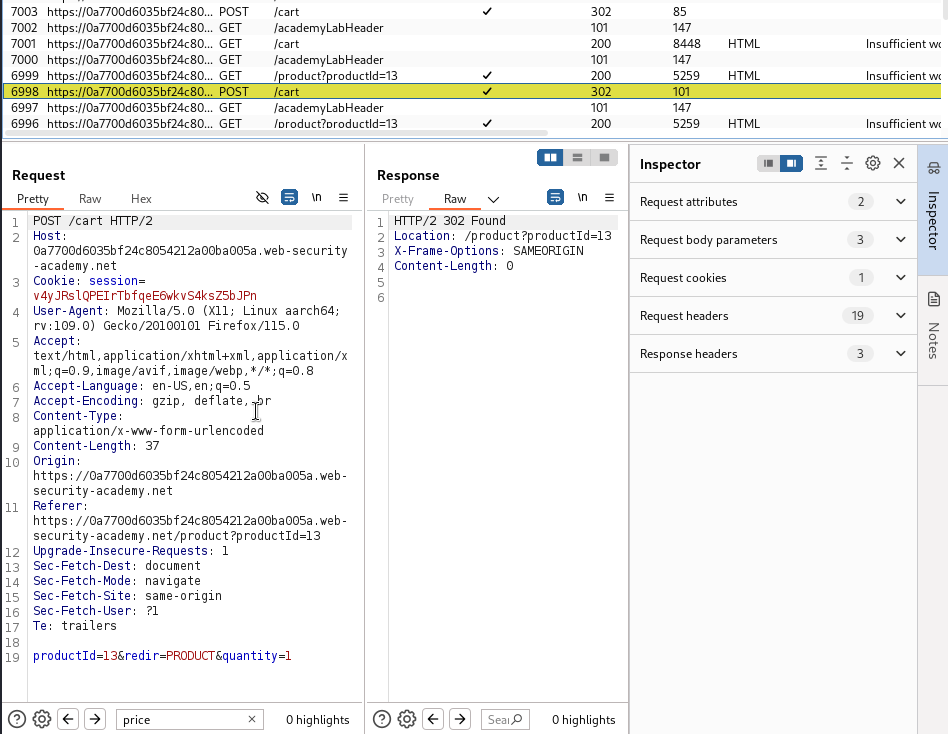 7003 https://0a7700d6035bf24c80... POST /cart ✓ 302 85
7002 https://0a7700d6035bf24c80... GET /academyLabHeader 101 147
7001 https://0a7700d6035bf24c80... GET /cart 200 8448 HTML Insufficient wo
7000 https://0a7700d6035bf24c80... GET /academyLabHeader 101 147
6999 https://0a7700d6035bf24c80... GET /product?productId=13 ✓ 200 5259 HTML Insufficient wo
6998 https://0a7700d6035bf24c80... POST /cart ✓ 302 101
6997 https://0a7700d6035bf24c80... GET /academyLabHeader 101 147
6996 https://0a7700d6035bf24c80... GET /product?productId=13 ✓ 200 5259 HTML Insufficient wo
Request
Pretty Raw Hex \n
1 POST /cart HTTP/2
2 Host:
0a7700d6035bf24c8054212a00ba005a.web-security
-academy.net
3 Cookie: session=
v4yJRslQPEIrTbfqeE6wkvS4ksZ5bJPn
4 User-Agent: Mozilla/5.0 (X11; Linux aarch64;
rv:109.0) Gecko/20100101 Firefox/115.0
5 Accept:
text/html,application/xhtml+xml,application/x
ml;q=0.9,image/avif,image/webp,*/*;q=0.8
6 Accept-Language: en-US,en;q=0.5
7 Accept-Encoding: gzip, deflate, br
8 Content-Type:
application/x-www-form-urlencoded
9 Content-Length: 37
10 Origin:
https://0a7700d6035bf24c8054212a00ba005a.web-
security-academy.net
11 Referer:
https://0a7700d6035bf24c8054212a00ba005a.web-
security-academy.net/product?productId=13
12 Upgrade-Insecure-Requests: 1
13 Sec-Fetch-Dest: document
14 Sec-Fetch-Mode: navigate
15 Sec-Fetch-Site: same-origin
16 Sec-Fetch-User: ?1
17 Te: trailers
18
19 productId=13&redir=PRODUCT&quantity=1
price 0 highlights
Response
Pretty Raw \n
1 HTTP/2 302 Found
2 Location: /product?productId=13
3 X-Frame-Options: SAMEORIGIN
4 Content-Length: 0
5
6
Sear 0 highlights
Inspector
Request attributes 2
Request body parameters 3
Request cookies 1
Request headers 19
Response headers 3
Inspector
Notes